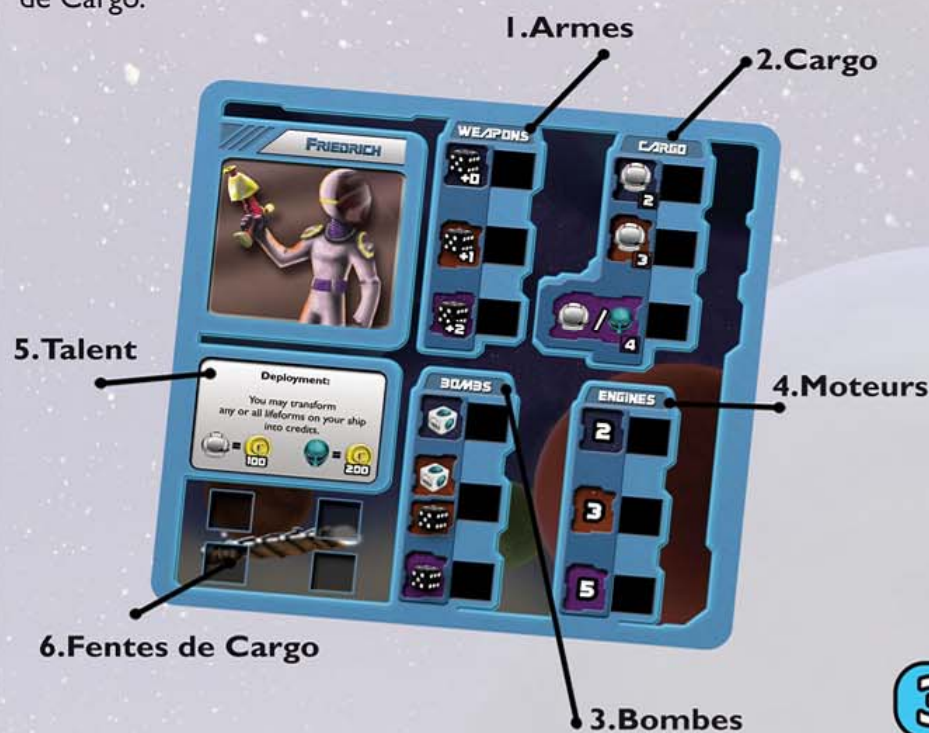 de Cargo.
1.Armes
2.Cargo
WEAPONS
CARGO
FRIEDRICH
+0
2
+1
3
+2
/
4
5.Talent
Deployment:
You may transform
any or all lifeforms on your ship
into credits.
= 100
= 200
BOMBS
ENGINES
4.Moteurs
2
3
5
6.Fentes de Cargo
3.Bombes
3